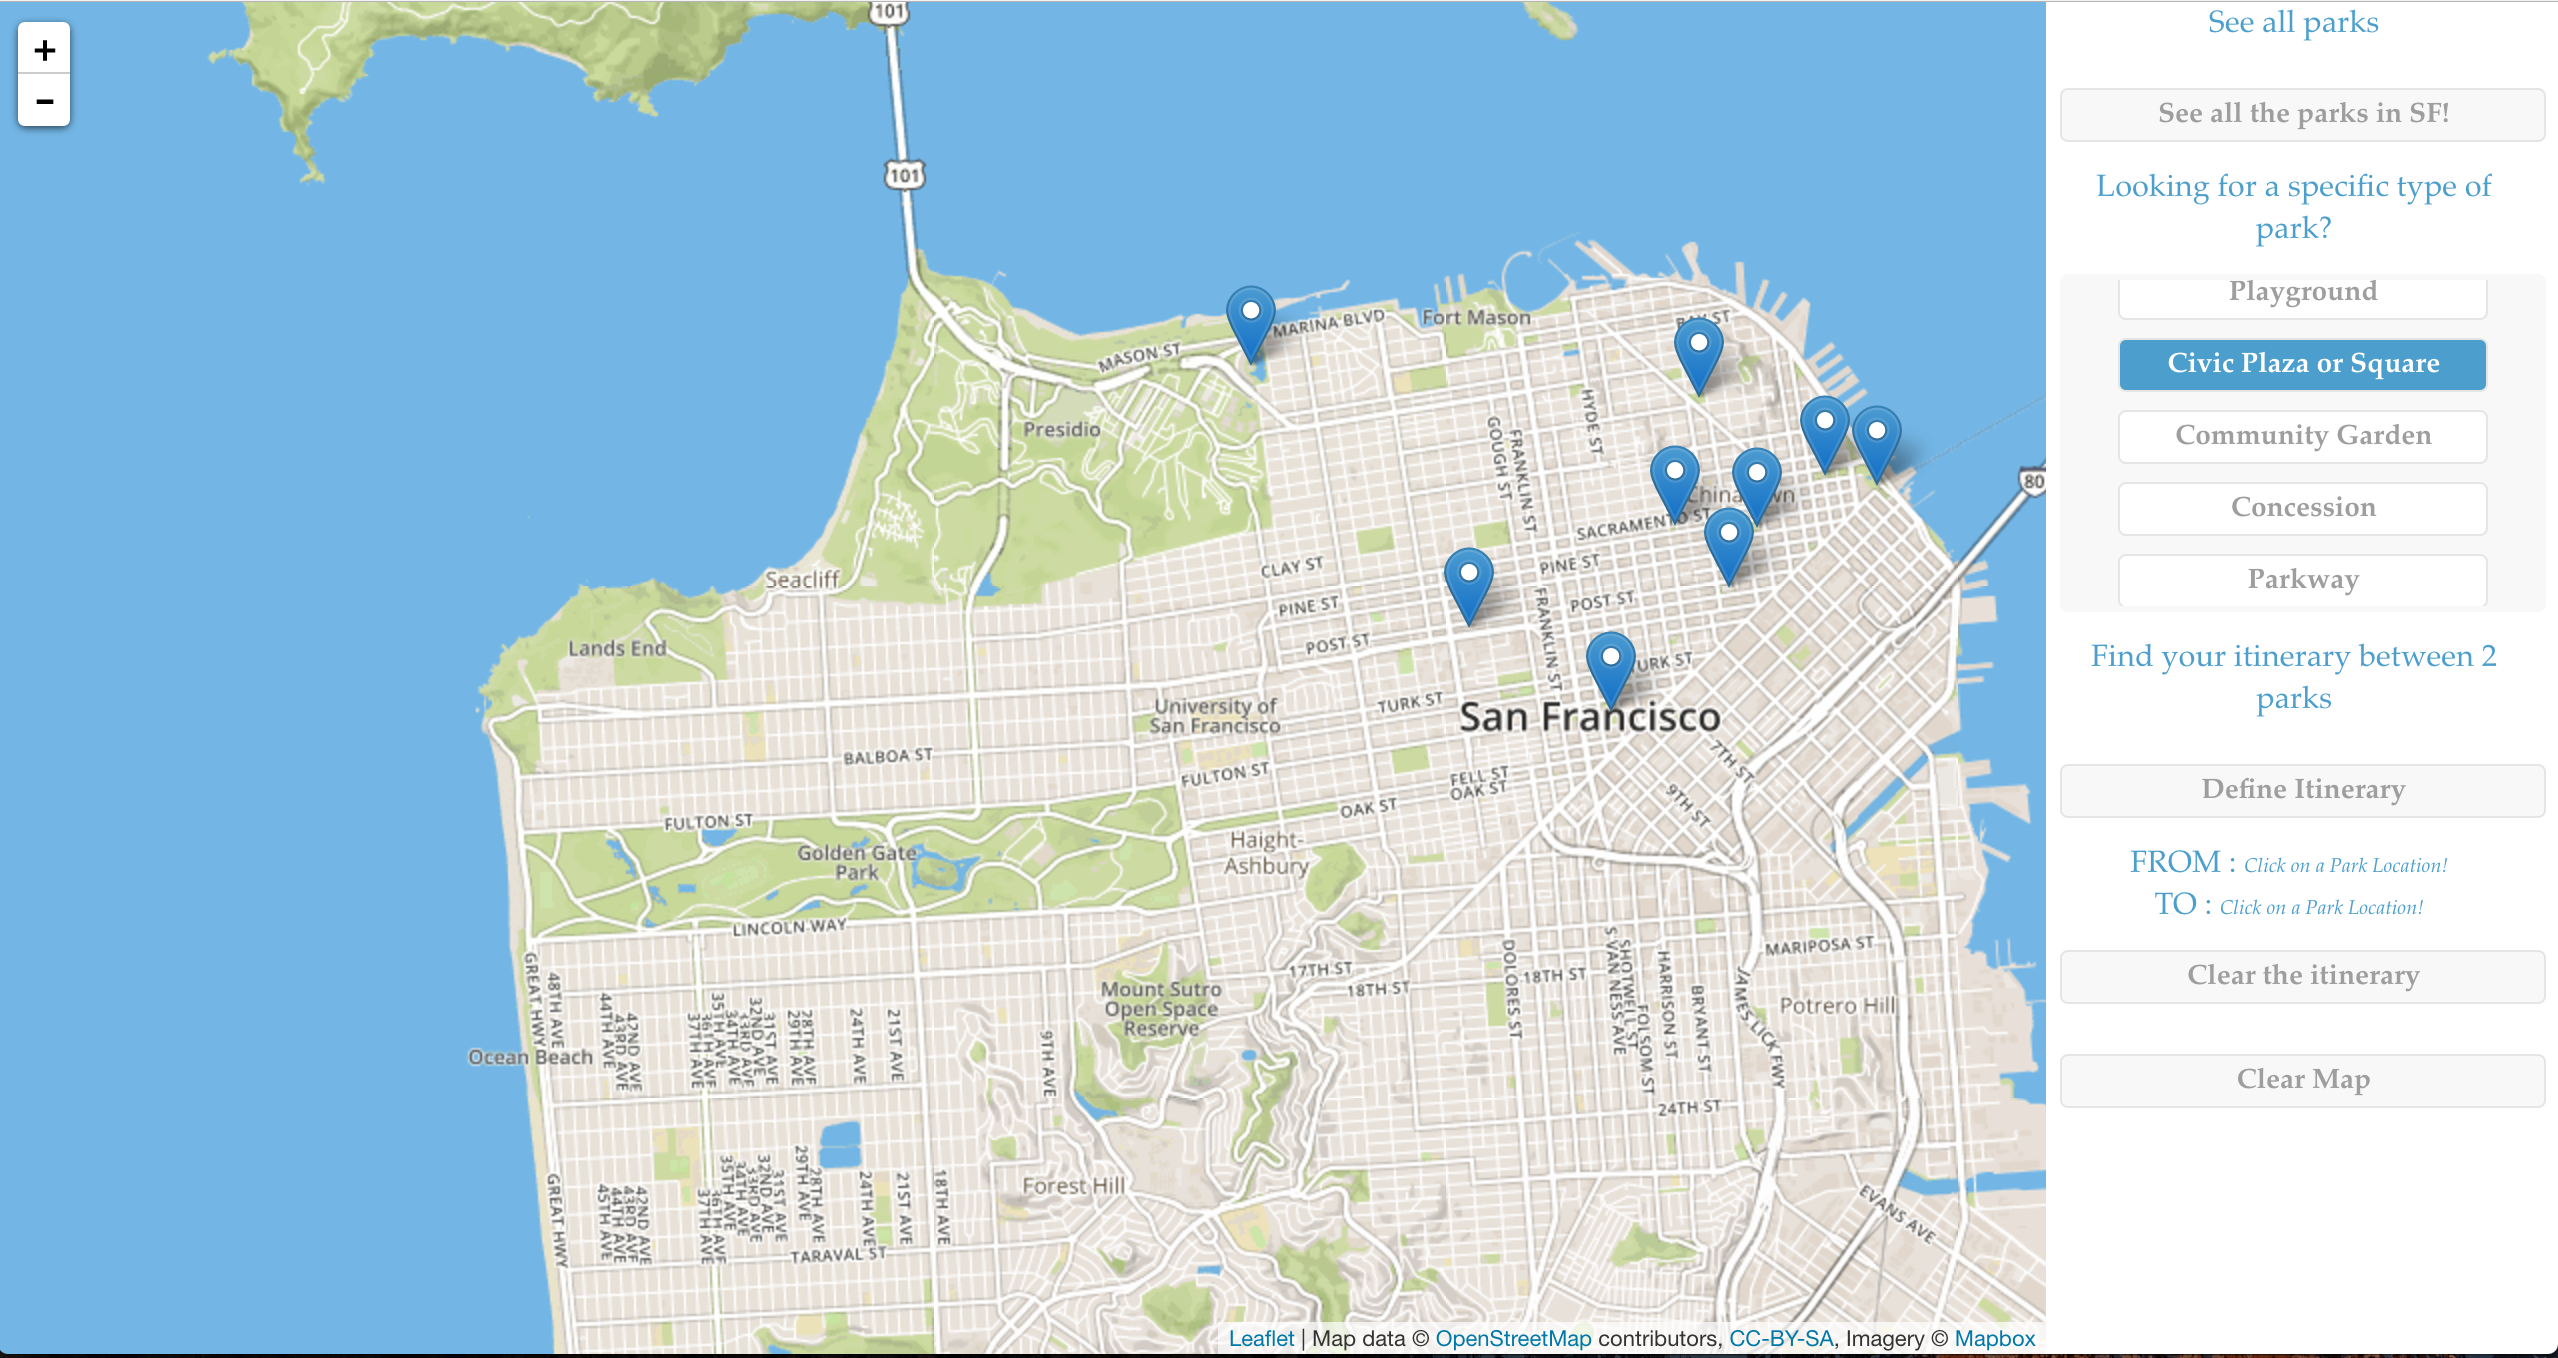 +
−
101
101
MARINA BLVD
Fort Mason
MASON ST
HYDE ST
Presidio
GOUGH ST
FRANKLIN ST
80
SACRAMENTO ST
CLAY ST
PINE ST
Seacliff
PINE ST
POST ST
FRANKLIN ST
POST ST
Lands End
TURK ST
University of
San Francisco
San Francisco
BALBOA ST
7TH ST
FULTON ST
FELL ST
OAK ST
9TH ST
OAK ST
FULTON ST
Haight-
Ashbury
Golden Gate
Park
LINCOLN WAY
MARIPOSA ST
17TH ST
18TH ST
18TH ST
DOLORES ST
S VAN NESS AVE
SHOTWELL ST
FOLSOM ST
HARRISON ST
BRYANT ST
JAMES LICK FWY
Potrero Hill
Mount Sutro
Open Space
Reserve
GREAT HWY
48TH AVE
44TH AVE
43RD AVE
42ND AVE
37TH AVE
36TH AVE
35TH AVE
34TH AVE
33RD AVE
32ND AVE
31ST AVE
29TH AVE
28TH AVE
24TH AVE
21ST AVE
9TH AVE
Ocean Beach
24TH ST
GREAT HWY
45TH AVE
44TH AVE
43RD AVE
42ND AVE
37TH AVE
36TH AVE
35TH AVE
34TH AVE
33RD AVE
32ND AVE
31ST AVE
29TH AVE
28TH AVE
24TH AVE
21ST AVE
18TH AVE
Forest Hill
EVANS AVE
TARAVAL ST
Leaflet | Map data © OpenStreetMap contributors, CC-BY-SA, Imagery © Mapbox
See all parks
See all the parks in SF!
Looking for a specific type of
park?
Playground
Civic Plaza or Square
Community Garden
Concession
Parkway
Find your itinerary between 2
parks
Define Itinerary
FROM : Click on a Park Location!
TO : Click on a Park Location!
Clear the itinerary
Clear Map